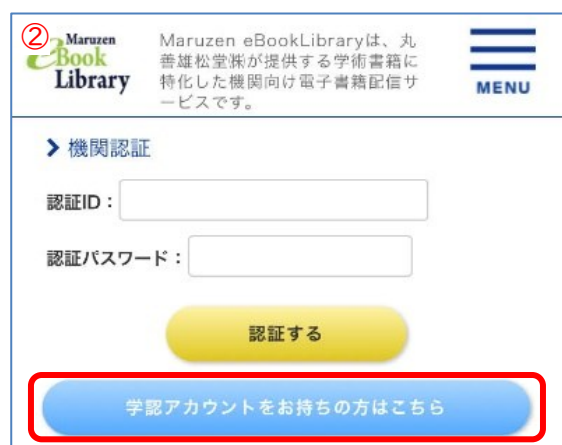 ②
Maruzen
eBook
Library
Maruzen eBookLibraryは、丸
善雄松堂㈱が提供する学術書籍に
特化した機関向け電子書籍配信サ
ービスです。
MENU
機関認証
認証ID：
認証パスワード：
認証する
学認アカウントをお持ちの方はこちら